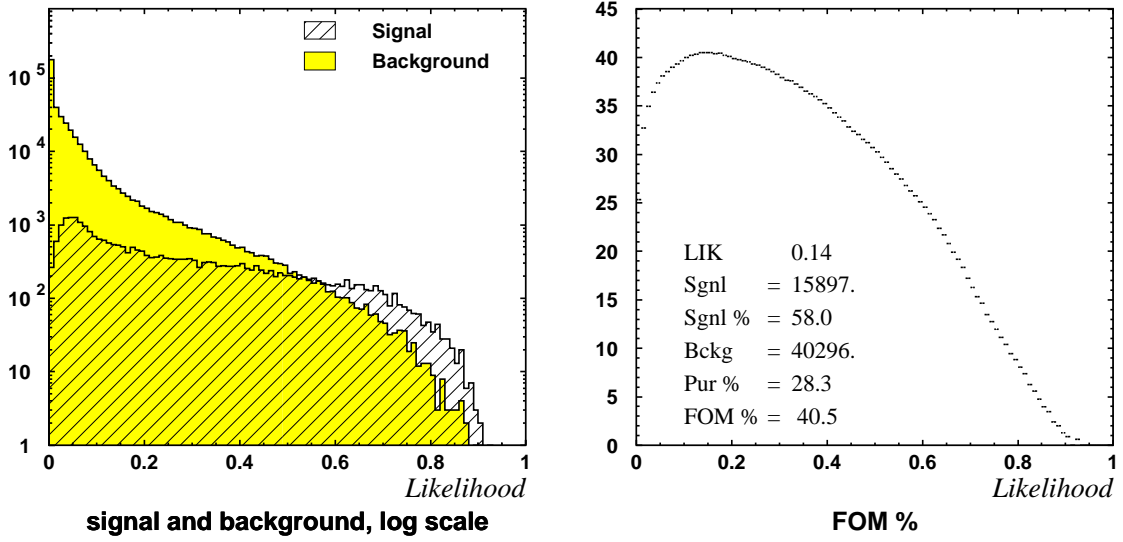 Signal
Background
10 5
10 4
10 3
10 2
10
1
0 0.2 0.4 0.6 0.8 1
Likelihood
signal and background, log scale
45
40
35
30
25
20
15
10
5
0
LIK 0.14
Sgnl = 15897.
Sgnl % = 58.0
Bckg = 40296.
Pur % = 28.3
FOM % = 40.5
0 0.2 0.4 0.6 0.8 1
Likelihood
FOM %